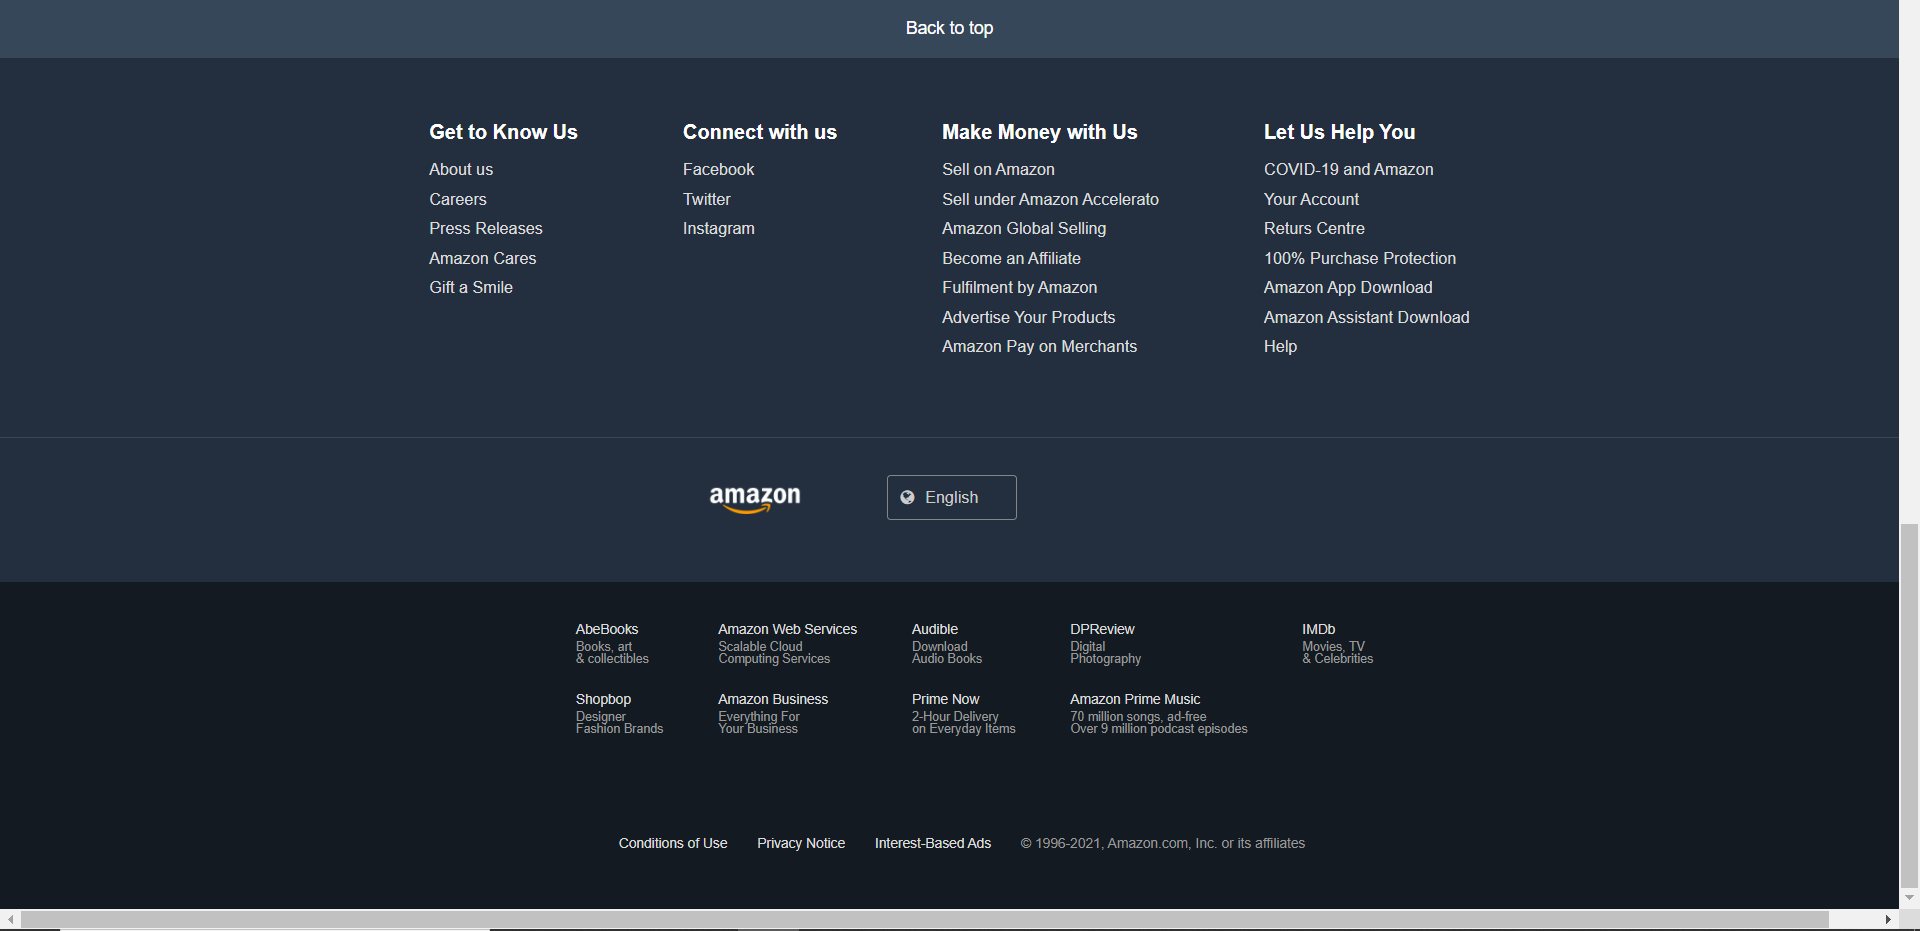 Back to top
Get to Know Us
About us
Careers
Press Releases
Amazon Cares
Gift a Smile
Connect with us
Facebook
Twitter
Instagram
Make Money with Us
Sell on Amazon
Sell under Amazon Accelerato
Amazon Global Selling
Become an Affiliate
Fulfilment by Amazon
Advertise Your Products
Amazon Pay on Merchants
Let Us Help You
COVID-19 and Amazon
Your Account
Returs Centre
100% Purchase Protection
Amazon App Download
Amazon Assistant Download
Help
amazon
English
AbeBooks
Books, art
& collectibles
Amazon Web Services
Scalable Cloud
Computing Services
Audible
Download
Audio Books
DPReview
Digital
Photography
IMDb
Movies, TV
& Celebrities
Shopbop
Designer
Fashion Brands
Amazon Business
Everything For
Your Business
Prime Now
2-Hour Delivery
on Everyday Items
Amazon Prime Music
70 million songs, ad-free
Over 9 million podcast episodes
Conditions of Use
Privacy Notice
Interest-Based Ads
© 1996-2021, Amazon.com, Inc. or its affiliates